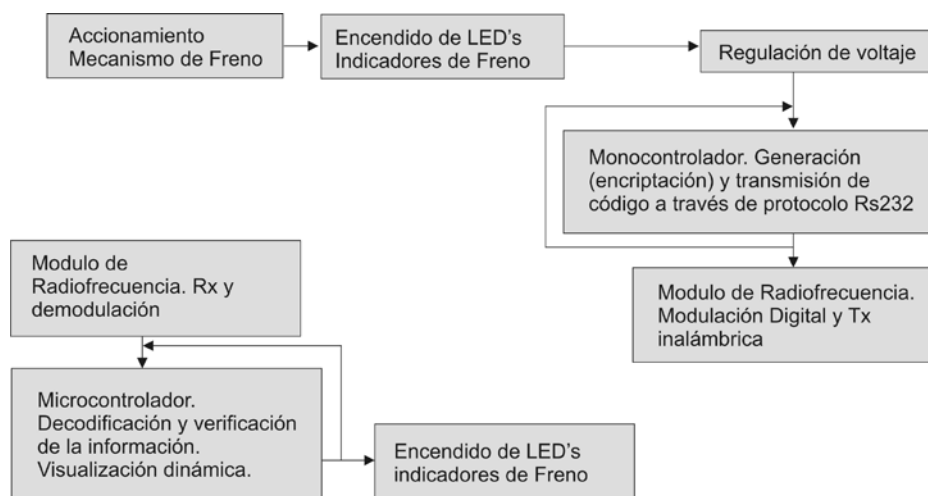 Accionamiento
Mecanismo de Freno
Encendido de LED's
Indicadores de Freno
Regulación de voltaje
Monocontrolador. Generación
(encriptación) y transmisión de
código a través de protocolo Rs232
Modulo de Radiofrecuencia.
Modulación Digital y Tx
inalámbrica
Modulo de
Radiofrecuencia. Rx y
demodulación
Microcontrolador.
Decodificación y verificación
de la información.
Visualización dinámica.
Encendido de LED's
indicadores de Freno